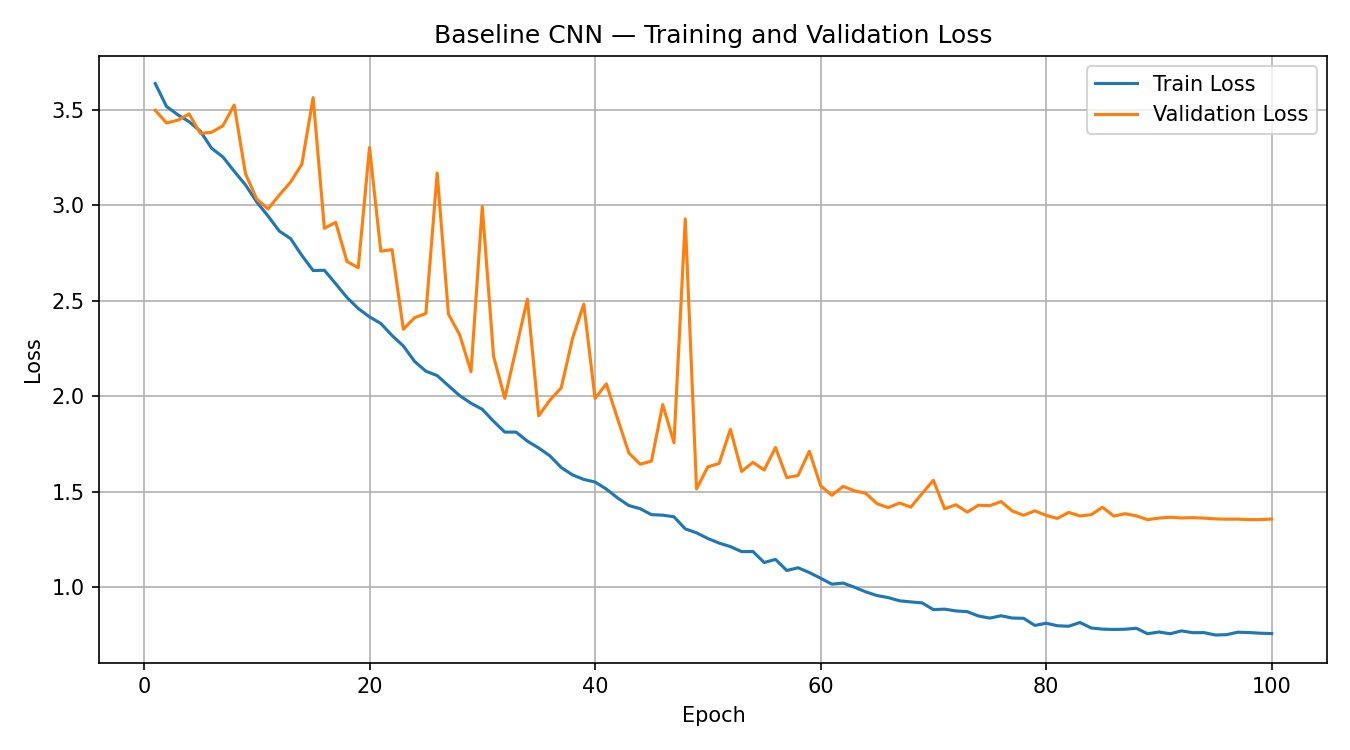 Baseline CNN — Training and Validation Loss
Train Loss
Validation Loss
3.5
3.0
2.5
2.0
1.5
1.0
Loss
0 20 40 60 80 100
Epoch